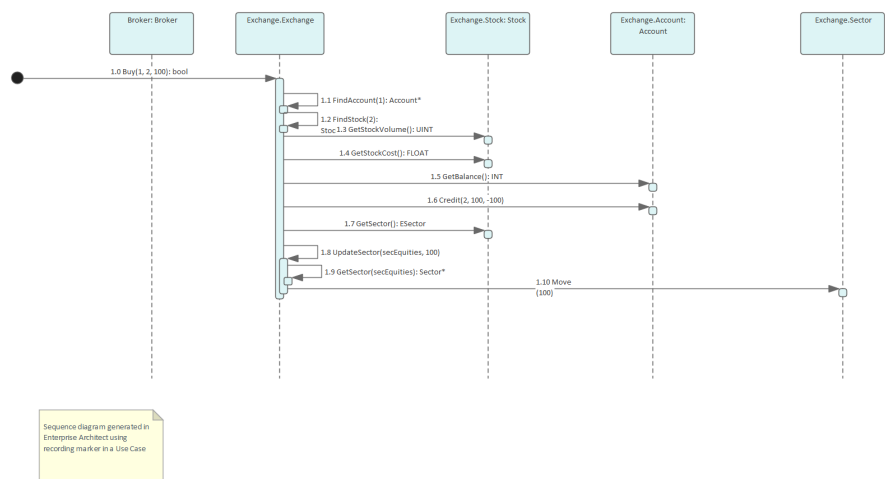 Broker: Broker
Exchange.Exchange
Exchange.Stock: Stock
Exchange.Account:
Account
Exchange.Sector
1.0 Buy(1, 2, 100): bool
1.1 FindAccount(1): Account*
1.2 FindStock(2):
Stoc
1.3 GetStockVolume(): UINT
1.4 GetStockCost(): FLOAT
1.5 GetBalance(): INT
1.6 Credit(2, 100, -100)
1.7 GetSector(): ESector
1.8 UpdateSector(secEquities, 100)
1.9 GetSector(secEquities): Sector*
1.10 Move
(100)
Sequence diagram generated in
Enterprise Architect using
recording marker in a Use Case